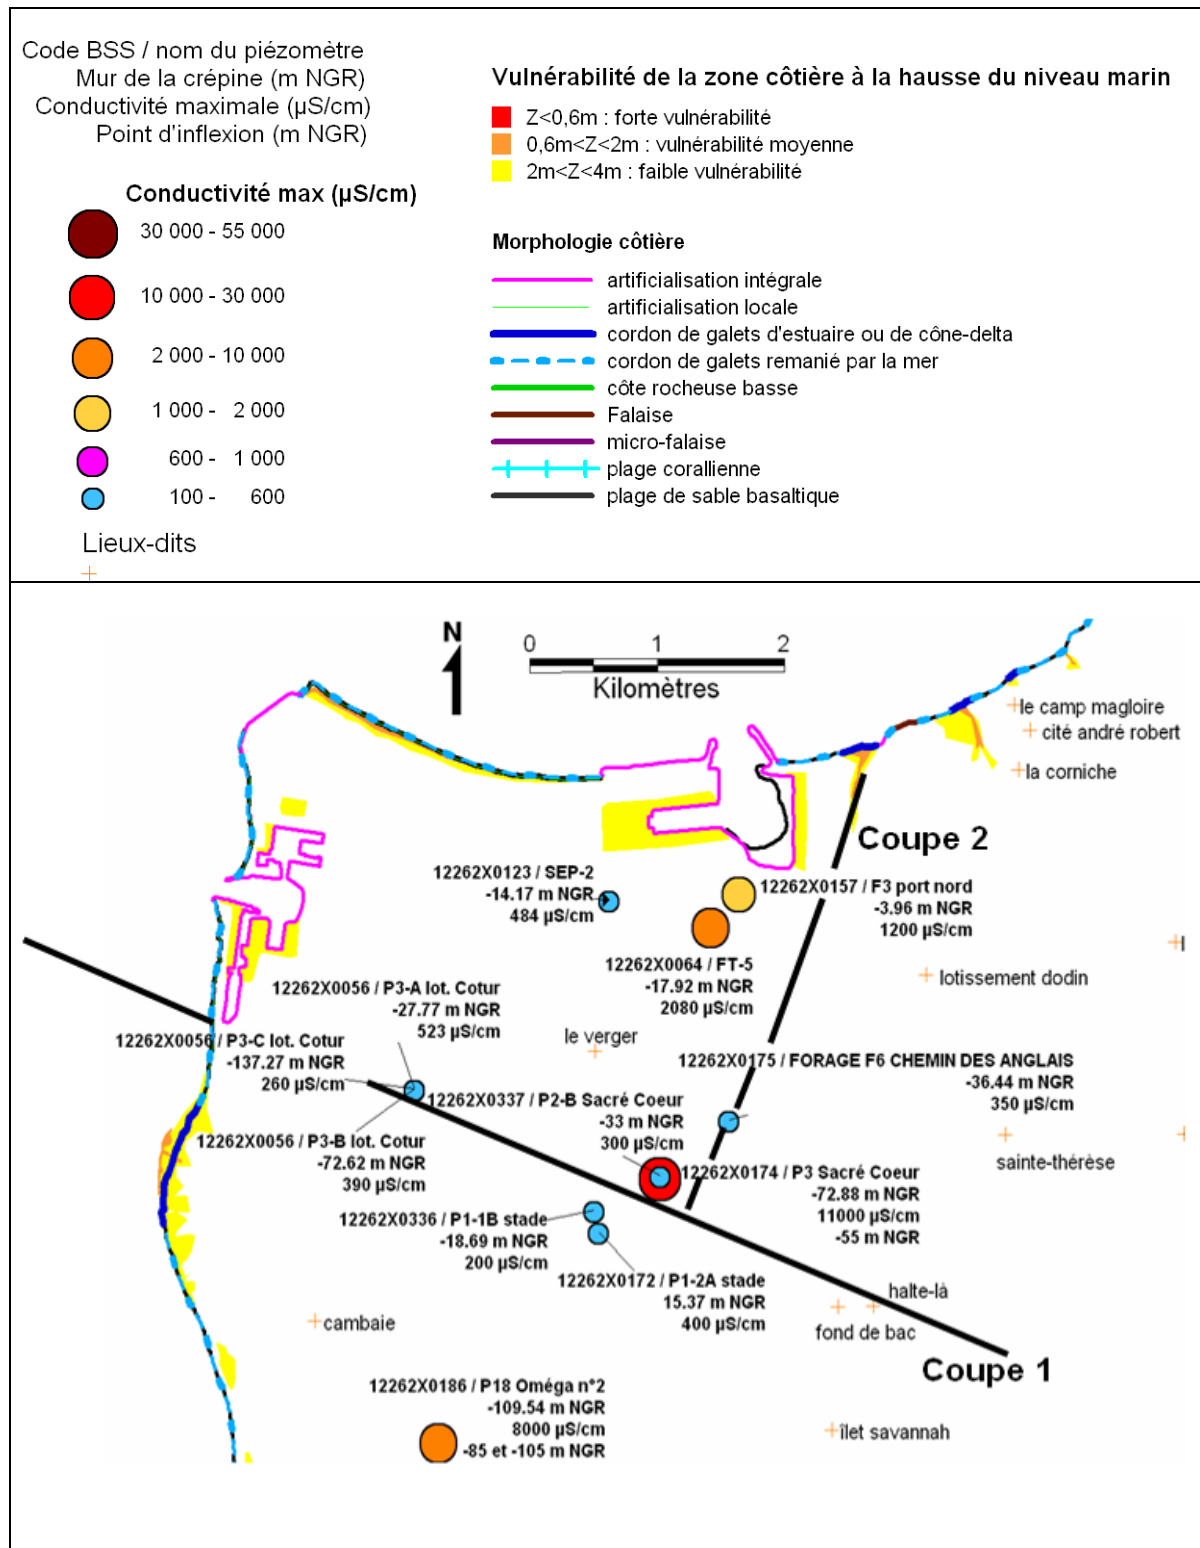 Code BSS / nom du piézomètre
Mur de la crépine (m NGR)
Conductivité maximale (µS/cm)
Point d'inflexion (m NGR)
Conductivité max (µS/cm)
30 000 - 55 000
10 000 - 30 000
2 000 - 10 000
1 000 - 2 000
600 - 1 000
100 - 600
Lieux-dits
Vulnérabilité de la zone côtière à la hausse du niveau marin
Z<0,6m : forte vulnérabilité
0,6m<Z<2m : vulnérabilité moyenne
2m<Z<4m : faible vulnérabilité
Morphologie côtière
artificialisation intégrale
artificialisation locale
cordon de galets d'estuaire ou de cône-delta
cordon de galets remanié par la mer
côte rocheuse basse
Falaise
micro-falaise
plage corallienne
plage de sable basaltique
N
0 1 2
Kilomètres
le camp magloire
cité andré robert
la corniche
Coupe 2
12262X0123 / SEP-2
-14.17 m NGR
484 µS/cm
12262X0157 / F3 port nord
-3.96 m NGR
1200 µS/cm
12262X0064 / FT-5
-17.92 m NGR
2080 µS/cm
lotissement dodin
12262X0056 / P3-A lot. Cotur
-27.77 m NGR
523 µS/cm
12262X0056 / P3-C lot. Cotur
-137.27 m NGR
260 µS/cm
le verger
12262X0175 / FORAGE F6 CHEMIN DES ANGLAIS
-36.44 m NGR
350 µS/cm
12262X0337 / P2-B Sacré Coeur
-33 m NGR
300 µS/cm
12262X0056 / P3-B lot. Cotur
-72.62 m NGR
390 µS/cm
sainte-thérèse
12262X0174 / P3 Sacré Coeur
-72.88 m NGR
11000 µS/cm
-55 m NGR
12262X0336 / P1-1B stade
-18.69 m NGR
200 µS/cm
12262X0172 / P1-2A stade
15.37 m NGR
400 µS/cm
halte-là
fond de bac
cambaie
Coupe 1
12262X0186 / P18 Oméga n°2
-109.54 m NGR
8000 µS/cm
-85 et -105 m NGR
îlet savannah